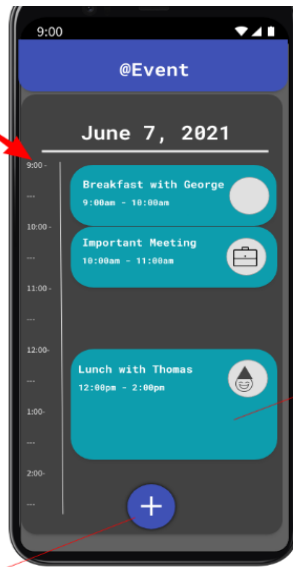 9:00
@Event
June 7, 2021
9:00-
Breakfast with George
9:00am - 10:00am
10:00-
Important Meeting
10:00am - 11:00am
11:00-
12:00-
Lunch with Thomas
12:00pm - 2:00pm
1:00-
2:00-